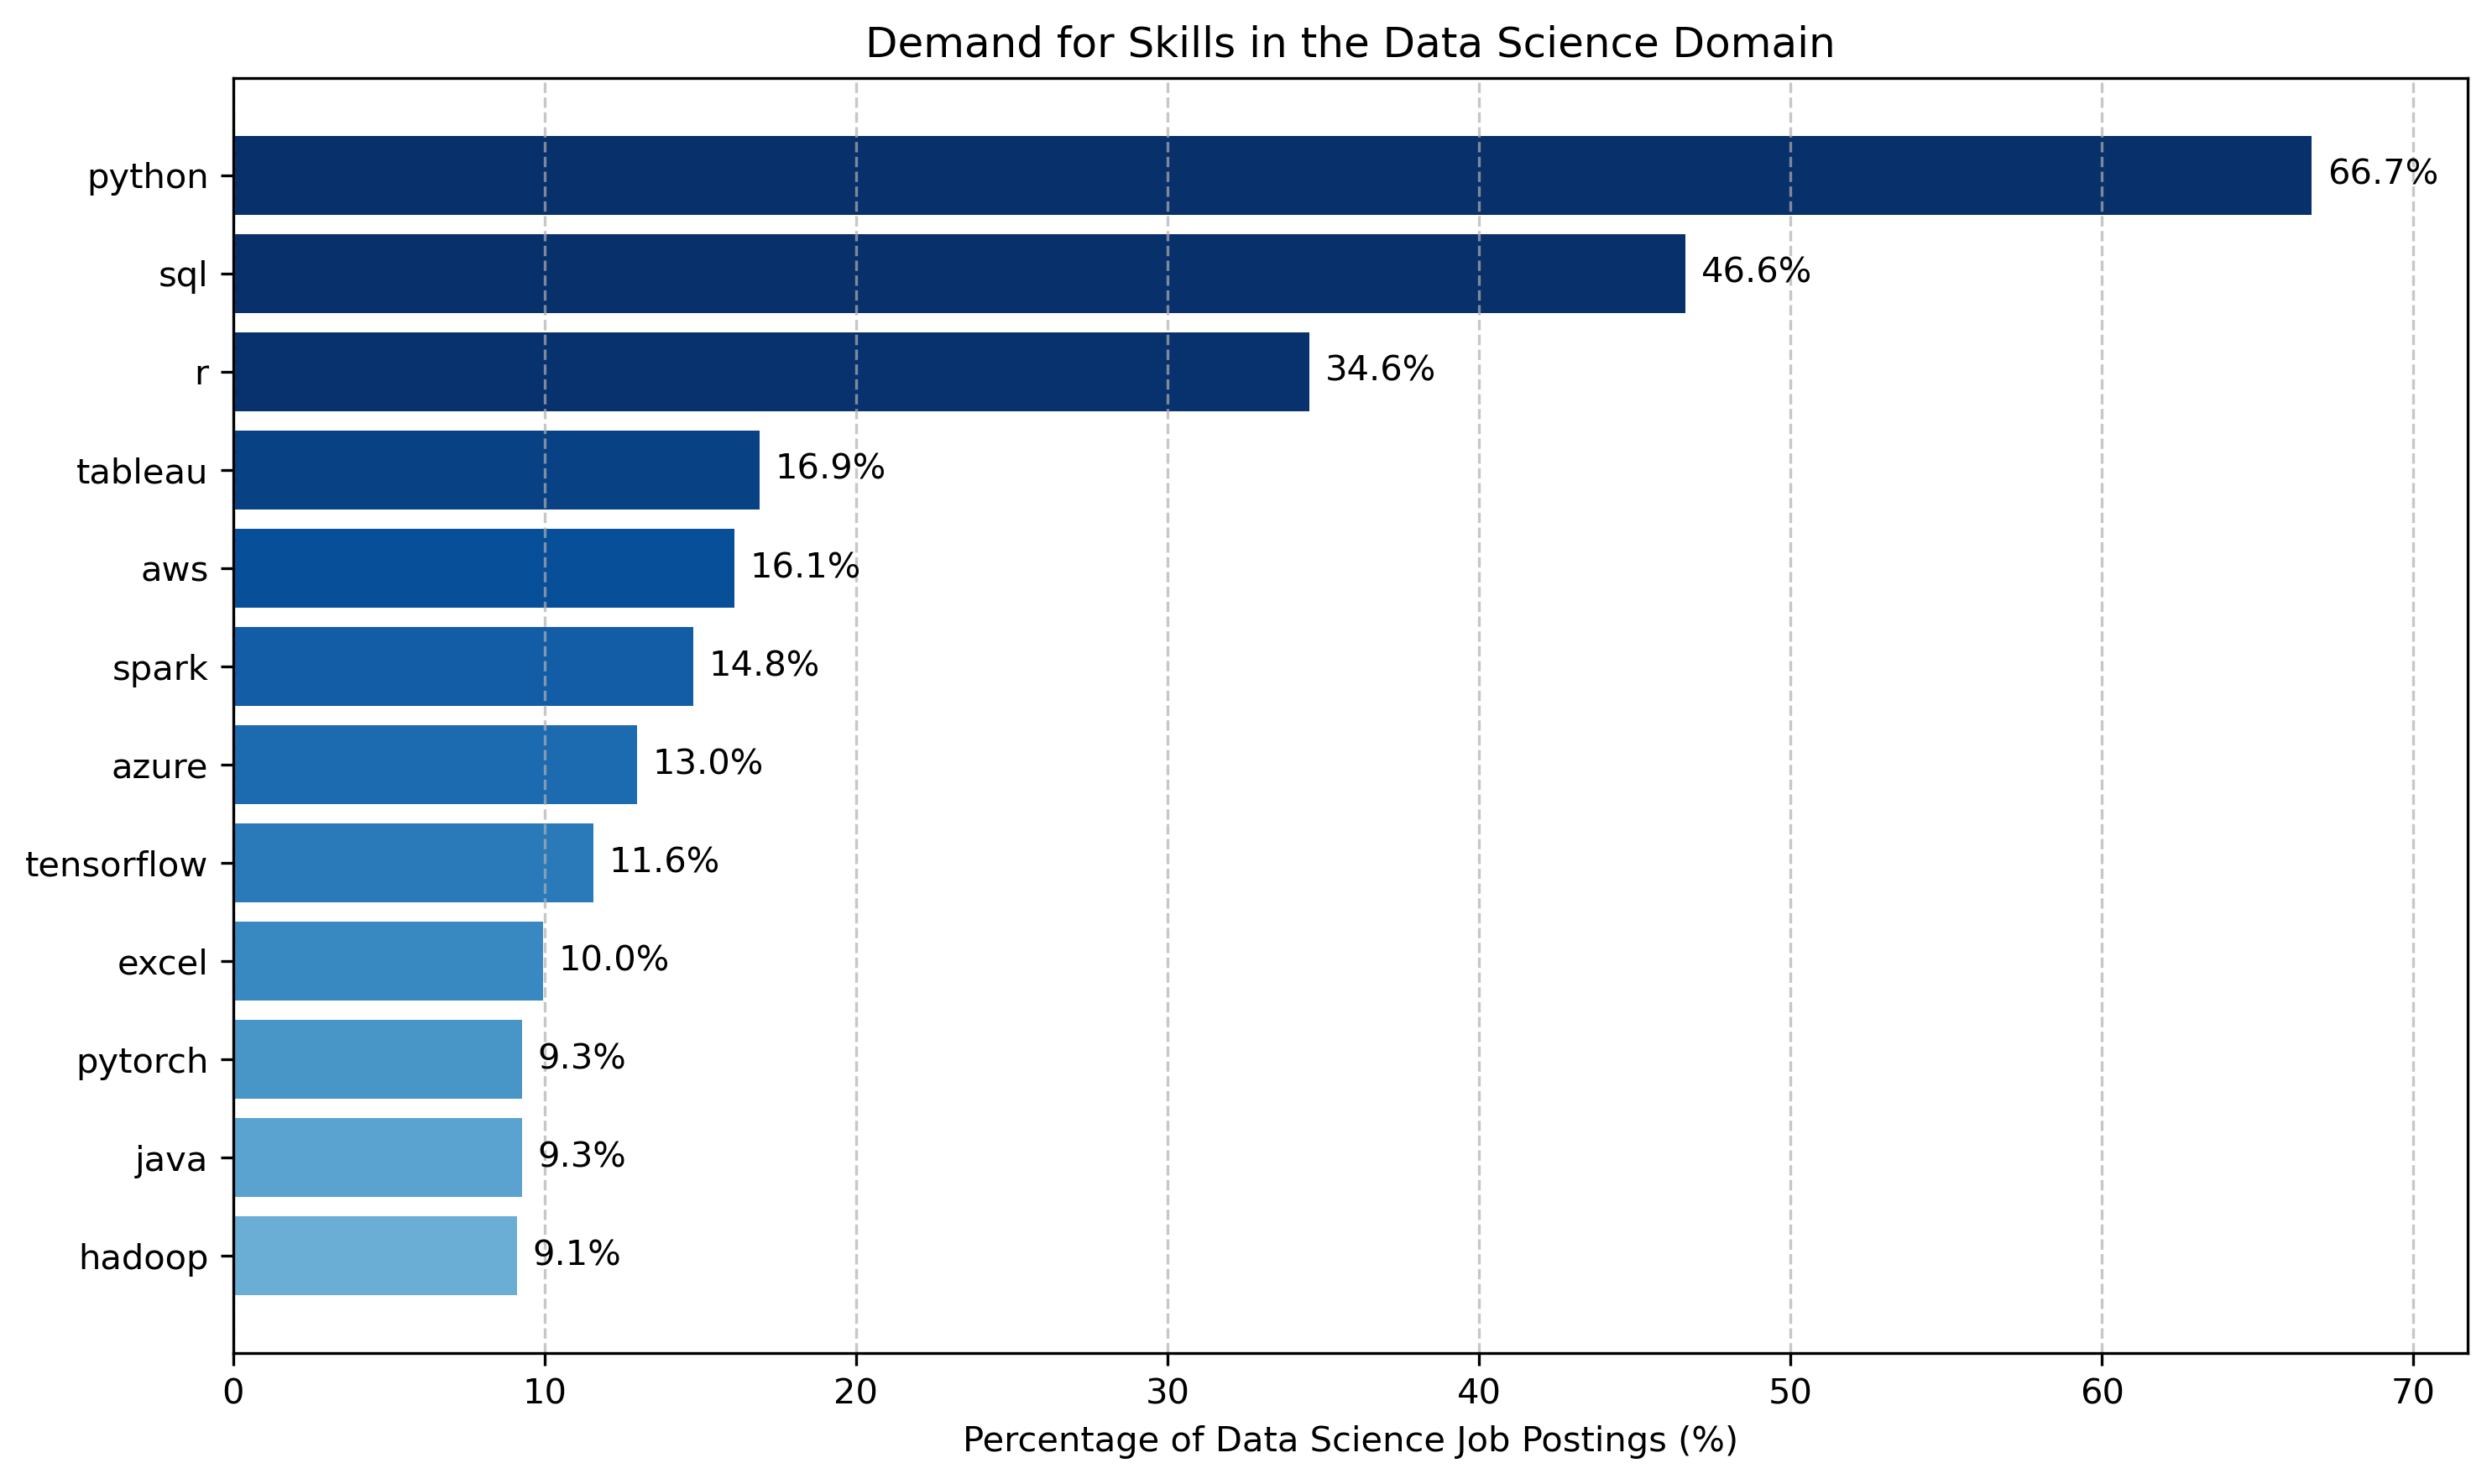 Demand for Skills in the Data Science Domain
python 66.7%
sql 46.6%
r 34.6%
tableau 16.9%
aws 16.1%
spark 14.8%
azure 13.0%
tensorflow 11.6%
excel 10.0%
pytorch 9.3%
java 9.3%
hadoop 9.1%
0 10 20 30 40 50 60 70
Percentage of Data Science Job Postings (%)